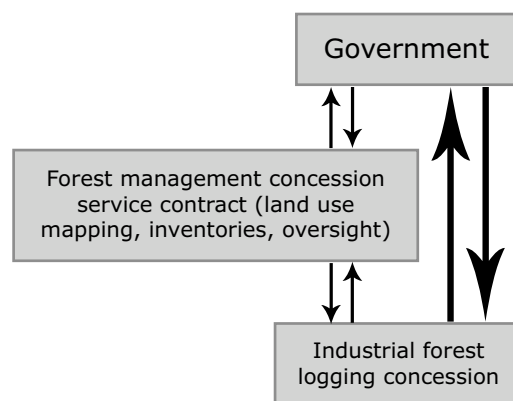 Government
Forest management concession
service contract (land use
mapping, inventories, oversight)
Industrial forest
logging concession